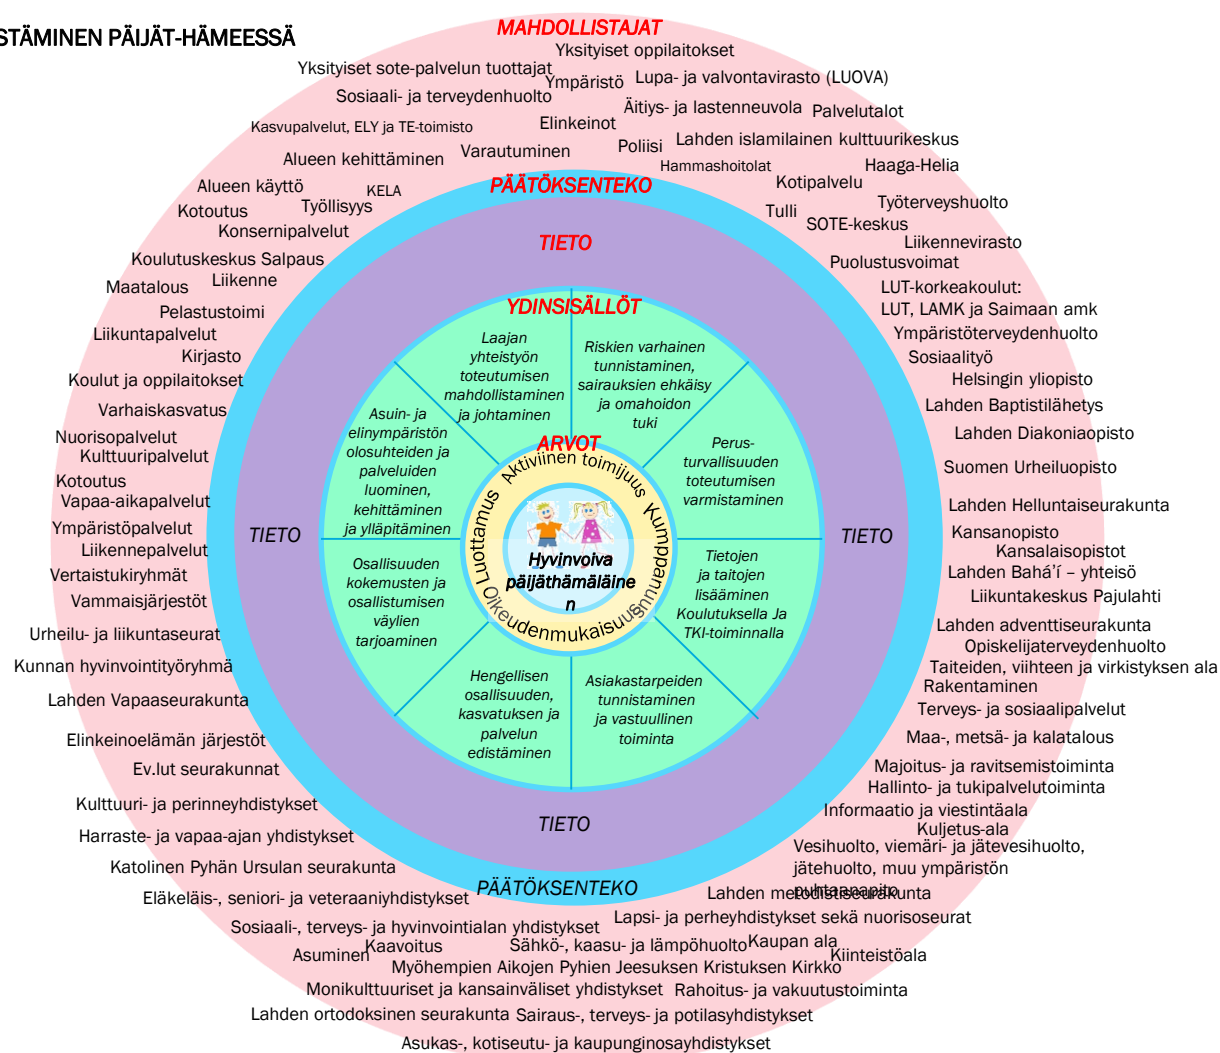 STÄMINEN PÄIJÄT-HÄMEESSÄ
MAHDOLLISTAJAT
Yksityiset oppilaitokset
Yksityiset sote-palvelun tuottajat
Ympäristö
Lupa- ja valvontavirasto (LUOVA)
Sosiaali- ja terveydenhuolto
Äitiys- ja lastenneuvola
Palvelutalot
Kasvupalvelut, ELY ja TE-toimisto
Elinkeinot
Poliisi
Lahden islamilainen kulttuurikeskus
Alueen kehittäminen
Varautuminen
Hammashoitolat
Haaga-Helia
Alueen käyttö
KELA
PÄÄTÖKSENTEKO
Kotipalvelu
Kotoutus
Työllisyys
Tulli
Työterveyshuolto
Konsernipalvelut
SOTE-keskus
TIETO
Liikennevirasto
Koulutuskeskus Salpaus
Puolustusvoimat
Maatalous
Liikenne
LUT-korkeakoulut:
LUT, LAMK ja Saimaan amk
Pelastustoimi
YDINSISÄLLÖT
Liikuntapalvelut
Ympäristöterveydenhuolto
Kirjasto
Sosiaalityö
Koulut ja oppilaitokset
Helsingin yliopisto
Varhaiskasvatus
Lahden Baptistilähetys
Nuorisopalvelut
Lahden Diakoniaopisto
Kulttuuripalvelut
Suomen Urheiluopisto
Kotoutus
Vapaa-aikapalvelut
Lahden Helluntaiseurakunta
Ympäristöpalvelut
Kansanopisto
Liikennepalvelut
Kansalaisopistot
Vertaistukiryhmät
Lahden Bahá'í – yhteisö
Vammaisjärjestöt
Liikuntakeskus Pajulahti
Urheilu- ja liikuntaseurat
Lahden adventtiseurakunta
Opiskelijaterveydenhuolto
Kunnan hyvinvointityöryhmä
Taiteiden, viihteen ja virkistyksen ala
Rakentaminen
Lahden Vapaaseurakunta
Terveys- ja sosiaalipalvelut
Elinkeinoelämän järjestöt
Maa-, metsä- ja kalatalous
Ev.lut seurakunnat
Majoitus- ja ravitsemistoiminta
Hallinto- ja tukipalvelutoiminta
Kulttuuri- ja perinneyhdistykset
Informaatio ja viestintäala
Kuljetus-ala
Harraste- ja vapaa-ajan yhdistykset
Vesihuolto, viemäri- ja jätevesihuolto,
jätehuolto, muu ympäristön
puhtaanapito
Katolinen Pyhän Ursulan seurakunta
Lahden metodistiseurakunta
Eläkeläis-, seniori- ja veteraaniyhdistykset
Lapsi- ja perheyhdistykset sekä nuorisoseurat
Sosiaali-, terveys- ja hyvinvointialan yhdistykset
Asuminen
Kaavoitus
Sähkö-, kaasu- ja lämpöhuolto
Kaupan ala
Kiinteistöala
Myöhempien Aikojen Pyhien Jeesuksen Kristuksen Kirkko
Monikulttuuriset ja kansainväliset yhdistykset
Rahoitus- ja vakuutustoiminta
Lahden ortodoksinen seurakunta
Sairaus-, terveys- ja potilasyhdistykset
Asukas-, kotiseutu- ja kaupunginosayhdistykset
Laajan
yhteistyön
toteutumisen
mahdollistaminen
ja johtaminen
Riskien varhainen
tunnistaminen,
sairauksien ehkäisy
ja omahoidon
tuki
Perus-
turvallisuuden
toteutumisen
varmistaminen
Tietojen
ja taitojen
lisääminen
Koulutuksella Ja
TKI-toiminnalla
Asiakastarpeiden
tunnistaminen
ja vastuullinen
toiminta
Hengellisen
osallisuuden,
kasvatuksen ja
palvelun
edistäminen
Osallisuuden
kokemusten ja
osallistumisen
väylien
tarjoaminen
Asuin- ja
elinympäristön
olosuhteiden ja
palveluiden
luominen,
kehittäminen
ja ylläpitäminen
ARVOT
Aktiivinen toimijuus
Kumppanuus
Oikeudenmukaisuus
Luottamus
Hyvinvoiva
päijäthämäläine
n
TIETO
TIETO
TIETO
PÄÄTÖKSENTEKO